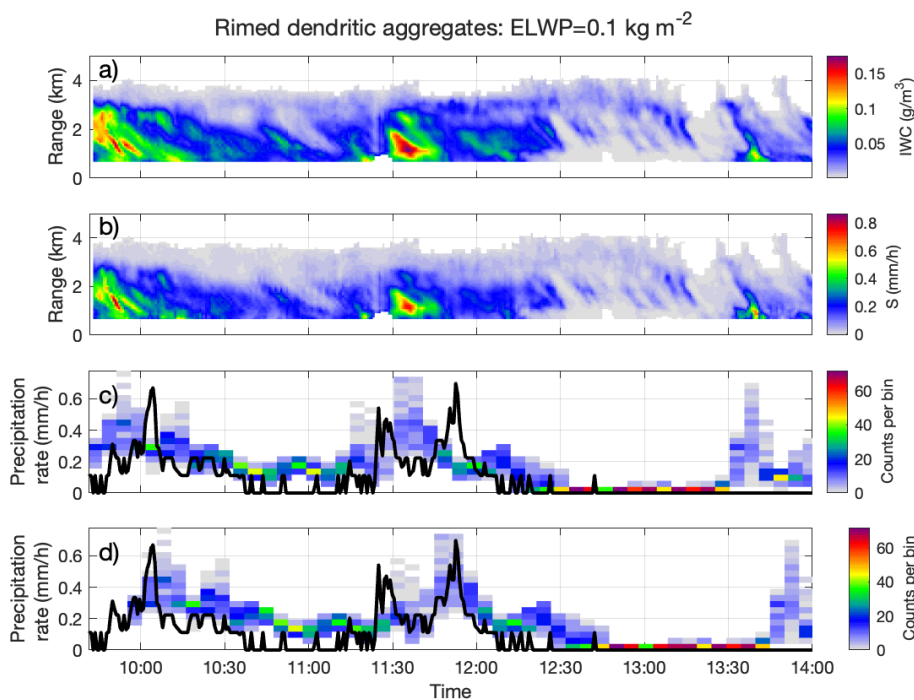 Rimed dendritic aggregates: ELWP=0.1 kg m⁻²
a)
Range (km)
4
2
0
IWC (g/m³)
0.15
0.1
0.05
b)
Range (km)
4
2
0
S (mm/h)
0.8
0.6
0.4
0.2
0
c)
Precipitation
rate (mm/h)
0.6
0.4
0.2
0
Counts per bin
60
40
20
0
d)
Precipitation
rate (mm/h)
0.6
0.4
0.2
0
Counts per bin
60
40
20
0
10:00 10:30 11:00 11:30 12:00 12:30 13:00 13:30 14:00
Time